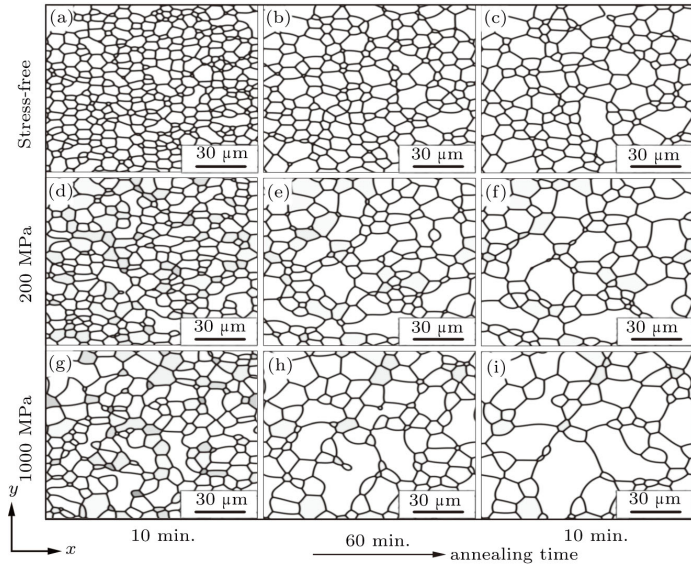 (a) (b) (c)
Stress-free
30 µm 30 µm 30 µm
(d) (e) (f)
200 MPa
30 µm 30 µm 30 µm
(g) (h) (i)
1000 MPa
30 µm 30 µm 30 µm
y
x
10 min. 60 min. 10 min.
annealing time